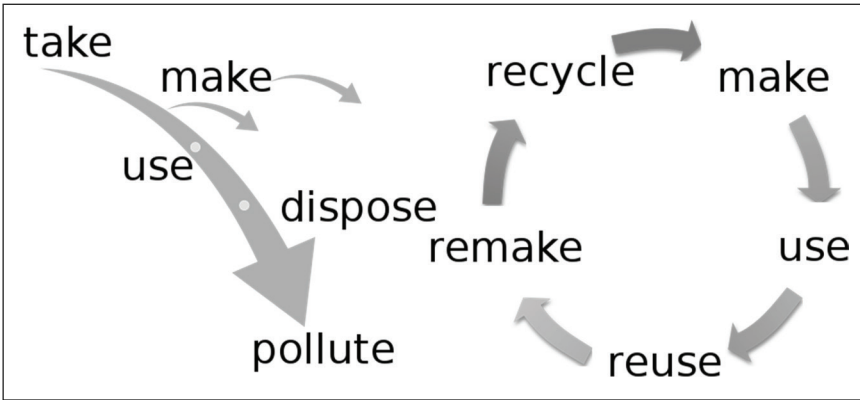 take
make
use
dispose
pollute
recycle
make
use
reuse
remake